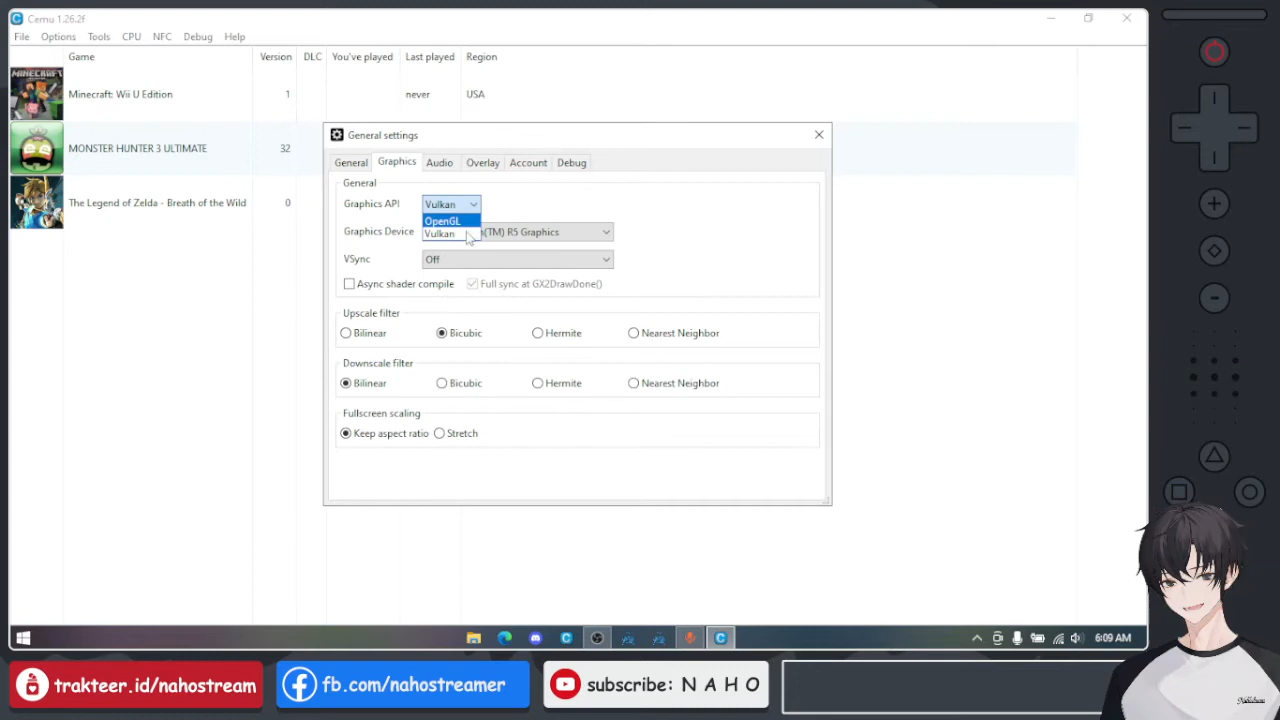 Cemu 1.26.2f
File Options Tools CPU NFC Debug Help
Game Version DLC You've played Last played Region
MINECRAFT
Minecraft: Wii U Edition 1 never USA
MONSTER HUNTER 3 ULTIMATE 32
The Legend of Zelda - Breath of the Wild 0
General settings
General Graphics Audio Overlay Account Debug
General
Graphics API Vulkan
OpenGL
Vulkan
Graphics Device (TM) R5 Graphics
VSync Off
Async shader compile Full sync at GX2DrawDone()
Upscale filter
Bilinear Bicubic Hermite Nearest Neighbor
Downscale filter
Bilinear Bicubic Hermite Nearest Neighbor
Fullscreen scaling
Keep aspect ratio Stretch
6:09 AM
trakteer.id/nahostream
fb.com/nahostreamer
subscribe: N A H O